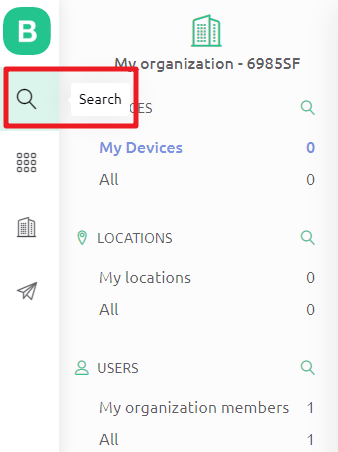 B
My organization - 6985SF
Search
CES
My Devices 0
All 0
LOCATIONS
My locations 0
All 0
USERS
My organization members 1
All 1